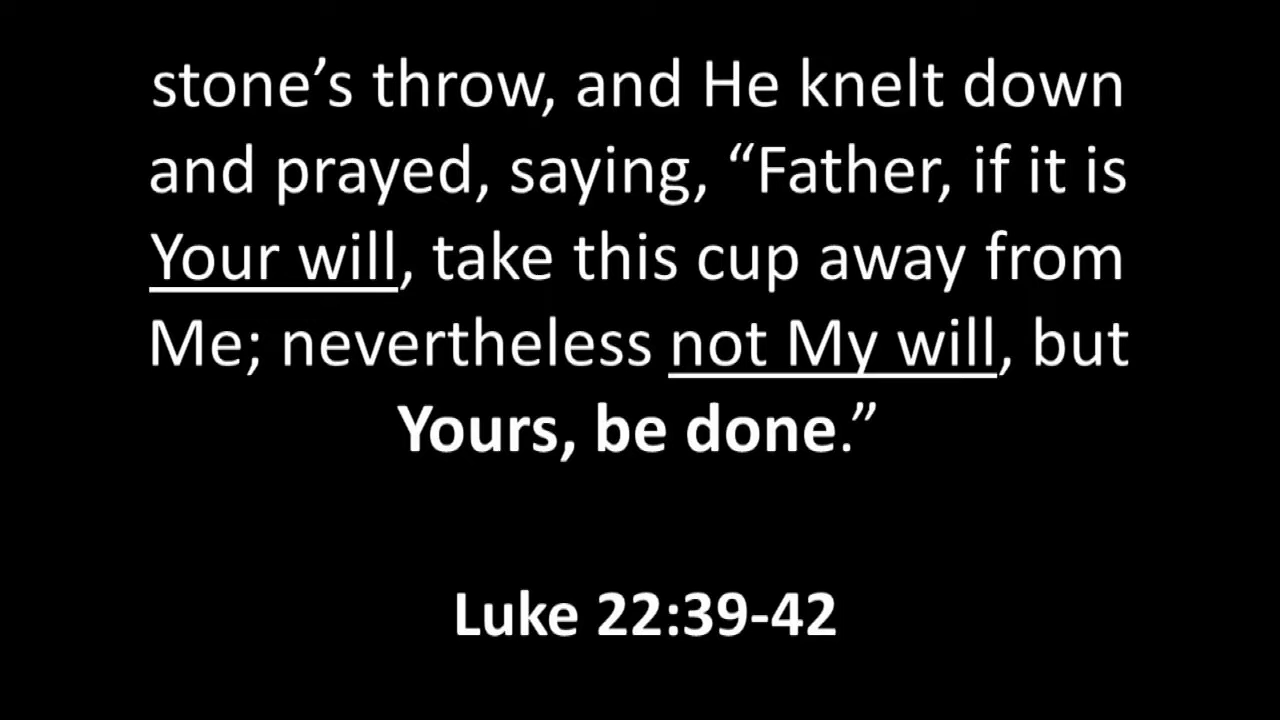 stone’s throw, and He knelt down
and prayed, saying, “Father, if it is
Your will, take this cup away from
Me; nevertheless not My will, but
Yours, be done.”
Luke 22:39-42